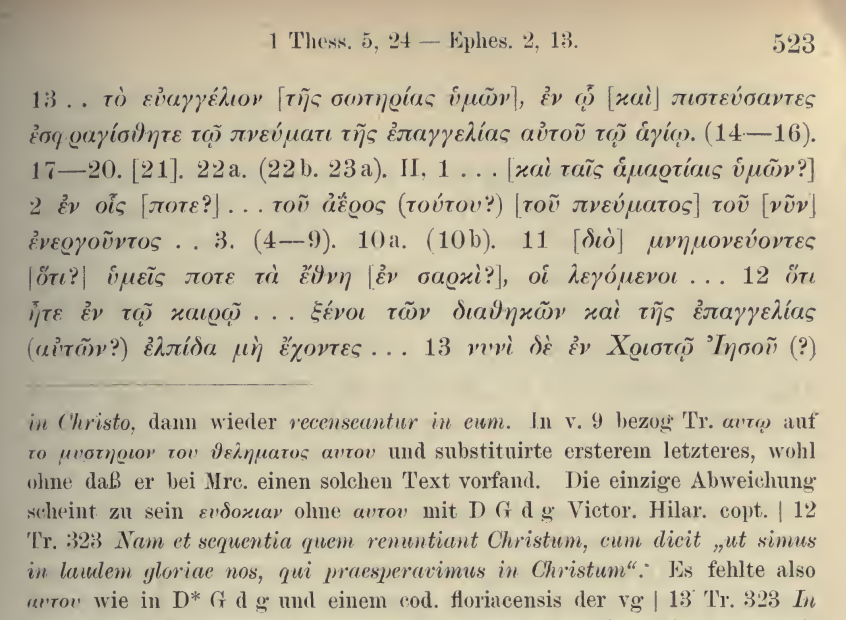 1 Thess. 5, 24 — Ephes. 2, 13. 523
13 . . τὸ εὐαγγέλιον [τῆς σωτηρίας ὑμῶν], ἐν ᾧ [καὶ] πιστεύσαντες
ἐσφραγίσθητε τῷ πνεύματι τῆς ἐπαγγελίας αὐτοῦ τῷ ἁγίῳ. (14—16).
17—20. [21]. 22a. (22b. 23a). II, 1 . . . [καὶ ταῖς ἁμαρτίαις ὑμῶν?]
2 ἐν οἷς [ποτε?] . . . τοῦ ἀέρος (τούτου?) [τοῦ πνεύματος] τοῦ [νῦν]
ἐνεργοῦντος . . 3. (4—9). 10a. (10b). 11 [διὸ] μνημονεύοντες
[ὅτι?] ὑμεῖς ποτε τὰ ἔθνη [ἐν σαρκὶ?], οἱ λεγόμενοι . . . 12 ὅτι
ἦτε ἐν τῷ καιρῷ . . . ξένοι τῶν διαθηκῶν καὶ τῆς ἐπαγγελίας
(αὐτῶν?) ἐλπίδα μὴ ἔχοντες . . . 13 νυνὶ δὲ ἐν Χριστῷ Ἰησοῦ (?)
in Christo, dann wieder recenseantur in eum. In v. 9 bezog Tr. αυτω auf
το μυστηριον του θεληματος αυτου und substituirte ersterem letzteres, wohl
ohne daß er bei Mrc. einen solchen Text vorfand. Die einzige Abweichung
scheint zu sein ευδοκιαν ohne αυτου mit D G d g Victor. Hilar. copt. | 12
Tr. 323 Nam et sequentia quem renuntiant Christum, cum dicit „ut simus
in laudem gloriae nos, qui praesperavimus in Christum“. Es fehlte also
αυτου wie in D* G d g und einem cod. floriacensis der vg | 13 Tr. 323 In